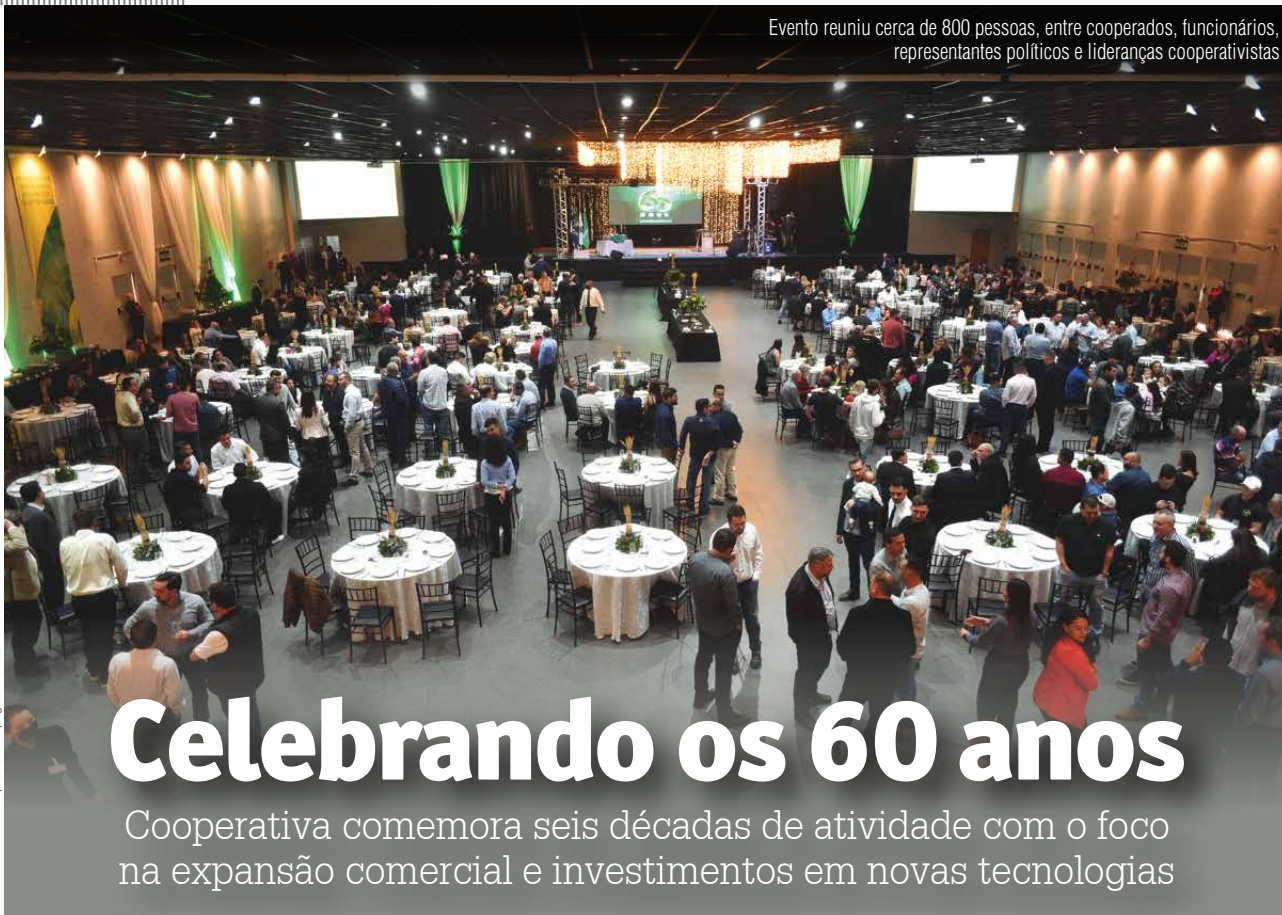 Evento reuniu cerca de 800 pessoas, entre cooperados, funcionários,
representantes políticos e lideranças cooperativistas
60
Celebrando os 60 anos
Cooperativa comemora seis décadas de atividade com o foco
na expansão comercial e investimentos em novas tecnologias